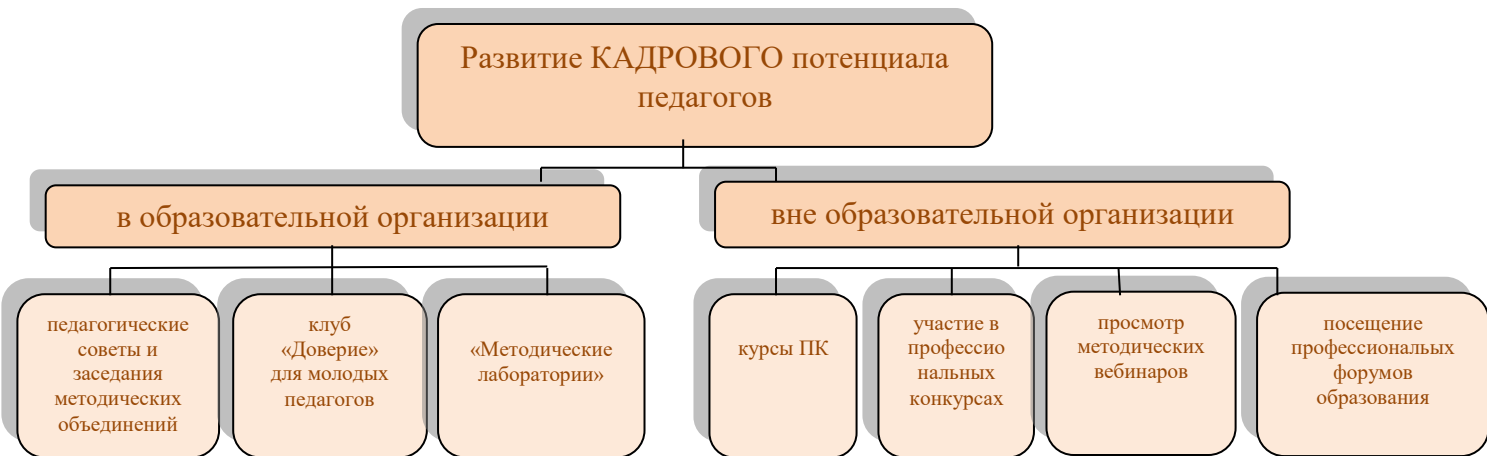 Развитие КАДРОВОГО потенциала
педагогов
в образовательной организации
вне образовательной организации
педагогические
советы и
заседания
методических
объединений
клуб
«Доверие»
для молодых
педагогов
«Методические
лаборатории»
курсы ПК
участие в
профессио
нальных
конкурсах
просмотр
методических
вебинаров
посещение
профессиональых
форумов
образования